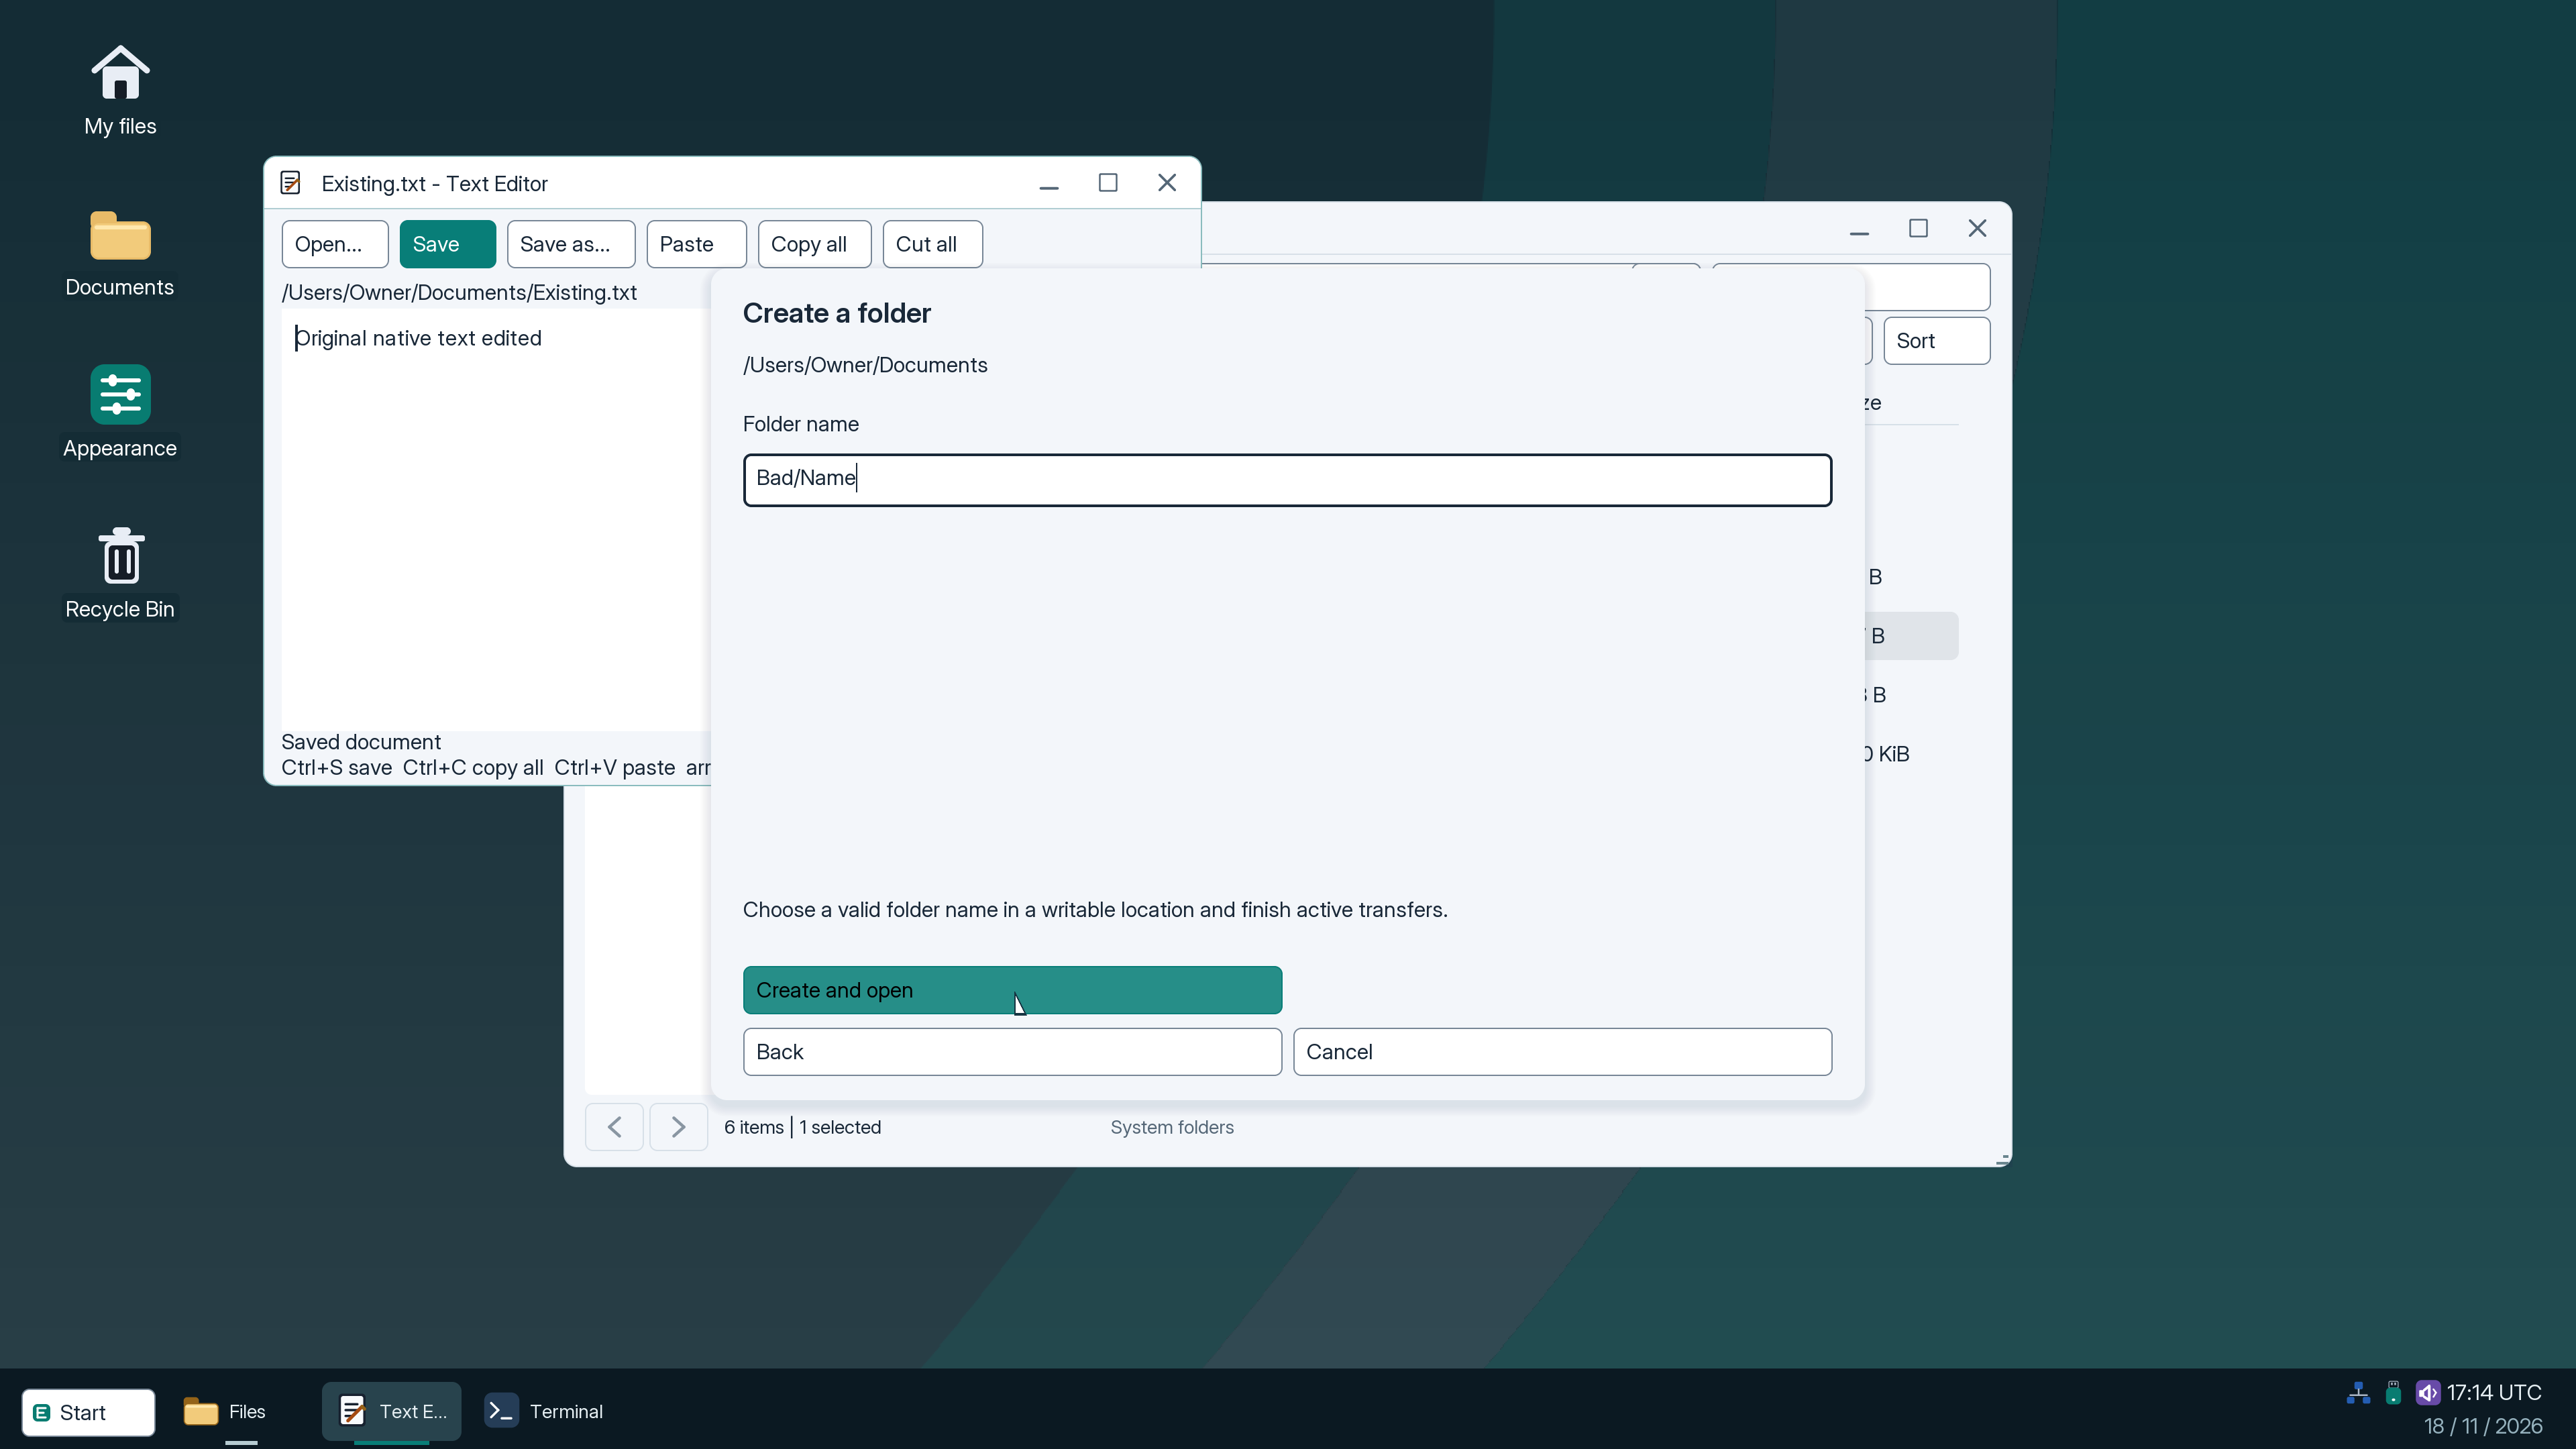 My files
Documents
Appearance
Recycle Bin
Existing.txt - Text Editor
Open...
Save
Save as...
Paste
Copy all
Cut all
/Users/Owner/Documents/Existing.txt
Original native text edited
Saved document
Ctrl+S save Ctrl+C copy all Ctrl+V paste
Create a folder
/Users/Owner/Documents
Folder name
Bad/Name
Choose a valid folder name in a writable location and finish active transfers.
Create and open
Back
Cancel
Sort
B
B
B
KiB
6 items | 1 selected
System folders
Start
Files
Text E...
Terminal
17:14 UTC
18 / 11 / 2026